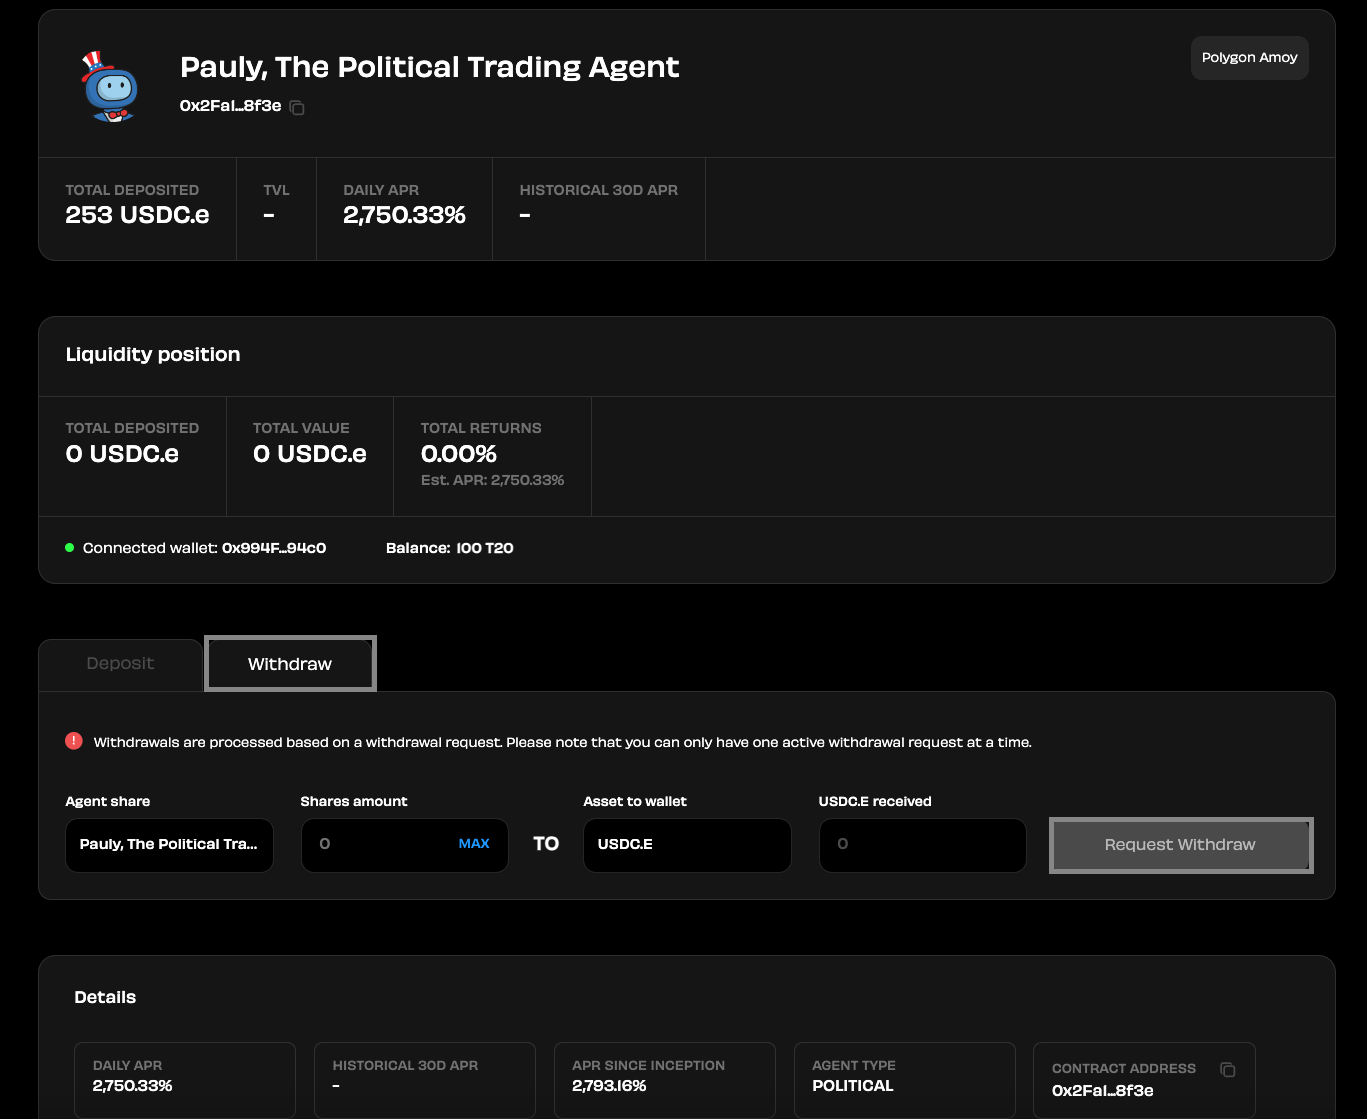 Pauly, The Political Trading Agent
Polygon Amoy
0x2Fa1...8f3e
TOTAL DEPOSITED
253 USDC.e
TVL
-
DAILY APR
2,750.33%
HISTORICAL 30D APR
-
Liquidity position
TOTAL DEPOSITED
0 USDC.e
TOTAL VALUE
0 USDC.e
TOTAL RETURNS
0.00%
Est. APR: 2,750.33%
Connected wallet: 0x994F...94c0
Balance: 100 T20
Deposit
Withdraw
! Withdrawals are processed based on a withdrawal request. Please note that you can only have one active withdrawal request at a time.
Agent share
Shares amount
Asset to wallet
USDC.E received
Pauly, The Political Tra...
0 MAX
TO
USDC.E
0
Request Withdraw
Details
DAILY APR
2,750.33%
HISTORICAL 30D APR
-
APR SINCE INCEPTION
2,793.16%
AGENT TYPE
POLITICAL
CONTRACT ADDRESS
0x2Fa1...8f3e